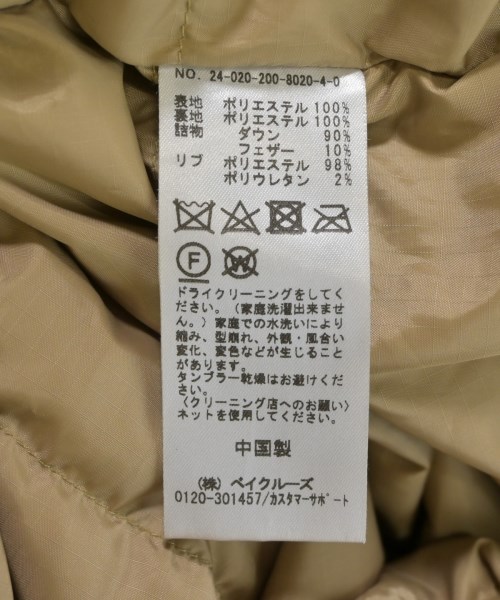 NO. 24-020-200-8020-4-0
表地 ポリエステル 100%
裏地 ポリエステル 100%
詰物 ダウン 90%
フェザー 10%
リブ ポリエステル 98%
ポリウレタン 2%
F W
ドライクリーニングをしてく
ださい。(家庭洗濯出来ませ
ん。)家庭での水洗いにより
縮み、型崩れ、外観・風合い
変化、変色などが生じること
があります。
タンブラー乾燥はお避けくだ
さい。
〈クリーニング店へのお願い〉
ネットを使用してください。
中国製
(株) ベイクルーズ
0120-301457/カスタマーサポート